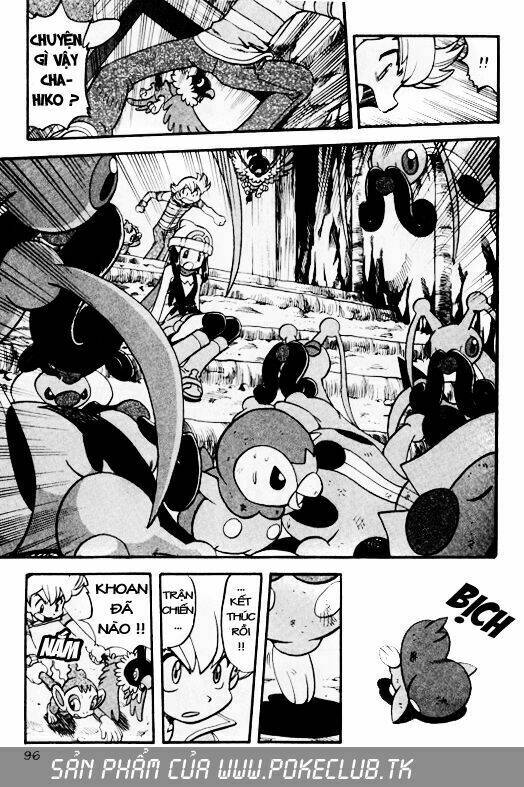 CHUYỆN
GÌ VẬY
CHA-
HIKO ?
!!
KHOAN
ĐÃ
NÀO !!
NẮM
TRẬN
CHIẾN
...
...
KẾT
THÚC
RỒI
!!
BỊCH
96
SẢN PHẨM CỦA WWW.POKECLUB.TK